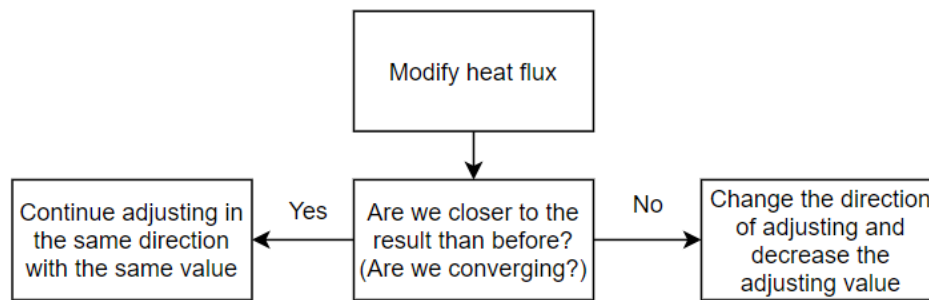 Modify heat flux
Continue adjusting in
the same direction
with the same value
Yes
Are we closer to the
result than before?
(Are we converging?)
No
Change the direction
of adjusting and
decrease the
adjusting value